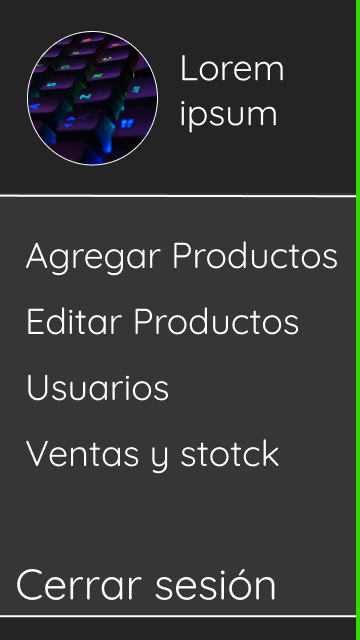 Lorem
ipsum
Agregar Productos
Editar Productos
Usuarios
Ventas y stotck
Cerrar sesión